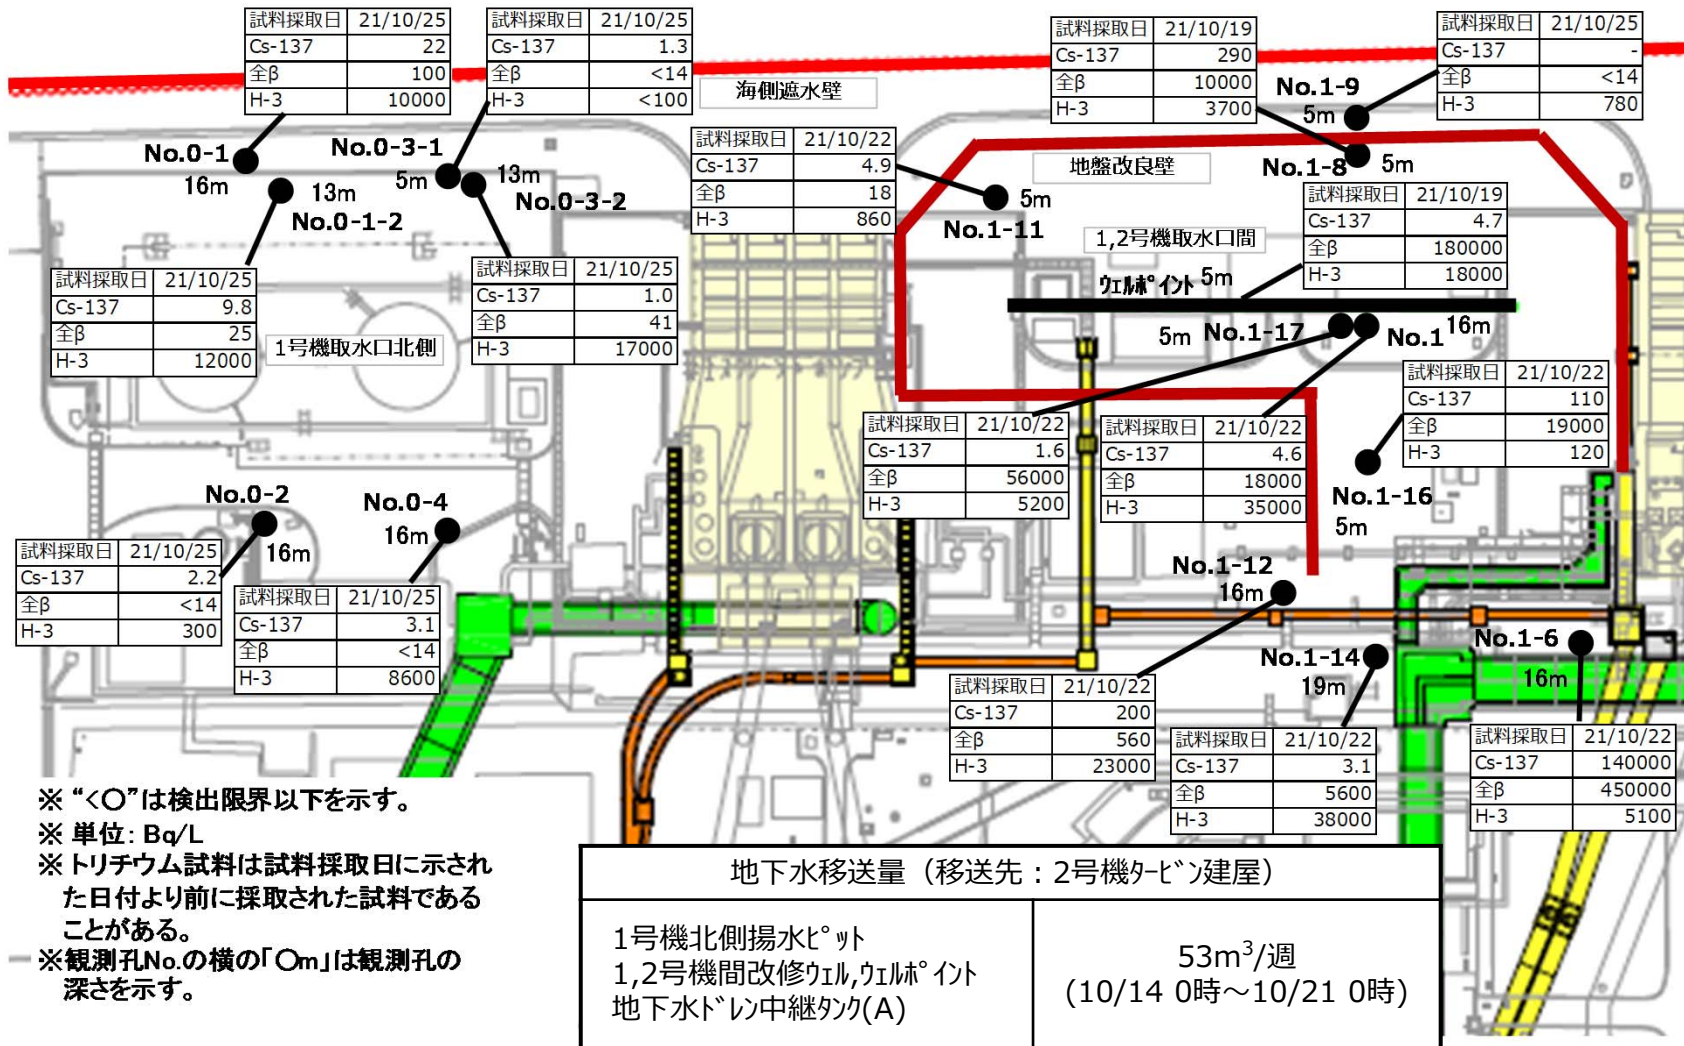 試料採取日 21/10/25
Cs-137 22
全β 100
H-3 10000
試料採取日 21/10/25
Cs-137 1.3
全β <14
H-3 <100
海側遮水壁
試料採取日 21/10/19
Cs-137 290
全β 10000
H-3 3700
試料採取日 21/10/25
Cs-137 -
全β <14
H-3 780
No.0-1
16m
13m
No.0-1-2
No.0-3-1
5m
13m
No.0-3-2
試料採取日 21/10/22
Cs-137 4.9
全β 18
H-3 860
No.1-9
5m
No.1-8
5m
地盤改良壁
5m
No.1-11
試料採取日 21/10/19
Cs-137 4.7
全β 180000
H-3 18000
1,2号機取水口間
ウェルポイント 5m
試料採取日 21/10/25
Cs-137 9.8
全β 25
H-3 12000
1号機取水口北側
試料採取日 21/10/25
Cs-137 1.0
全β 41
H-3 17000
5m No.1-17
No.1
16m
試料採取日 21/10/22
Cs-137 110
全β 19000
H-3 120
試料採取日 21/10/22
Cs-137 1.6
全β 56000
H-3 5200
試料採取日 21/10/22
Cs-137 4.6
全β 18000
H-3 35000
No.1-16
5m
No.0-2
16m
No.0-4
16m
試料採取日 21/10/25
Cs-137 2.2
全β <14
H-3 300
試料採取日 21/10/25
Cs-137 3.1
全β <14
H-3 8600
No.1-12
16m
No.1-14
19m
No.1-6
16m
試料採取日 21/10/22
Cs-137 200
全β 560
H-3 23000
試料採取日 21/10/22
Cs-137 3.1
全β 5600
H-3 38000
試料採取日 21/10/22
Cs-137 140000
全β 450000
H-3 5100
※ “<〇”は検出限界以下を示す。
※ 単位: Bq/L
※トリチウム試料は試料採取日に示され
た日付より前に採取された試料である
ことがある。
※観測孔No.の横の「〇m」は観測孔の
深さを示す。
地下水移送量（移送先：2号機タービン建屋）
1号機北側揚水ピット
1,2号機間改修ウェル,ウェルポイント
地下水ドレン中継タンク(A)
53m³/週
(10/14 0時～10/21 0時)